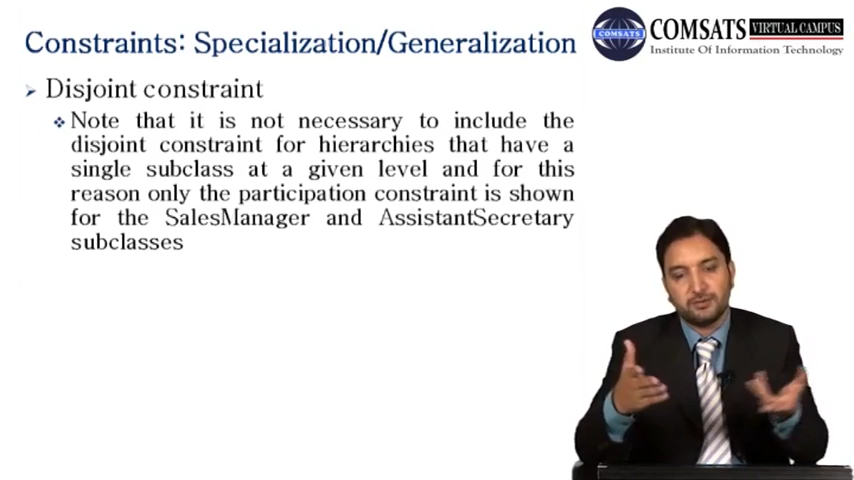 Constraints: Specialization/Generalization
COMSATS
COMSATS VIRTUAL CAMPUS
Institute Of Information Technology
➢ Disjoint constraint
❖ Note that it is not necessary to include the
disjoint constraint for hierarchies that have a
single subclass at a given level and for this
reason only the participation constraint is shown
for the SalesManager and AssistantSecretary
subclasses